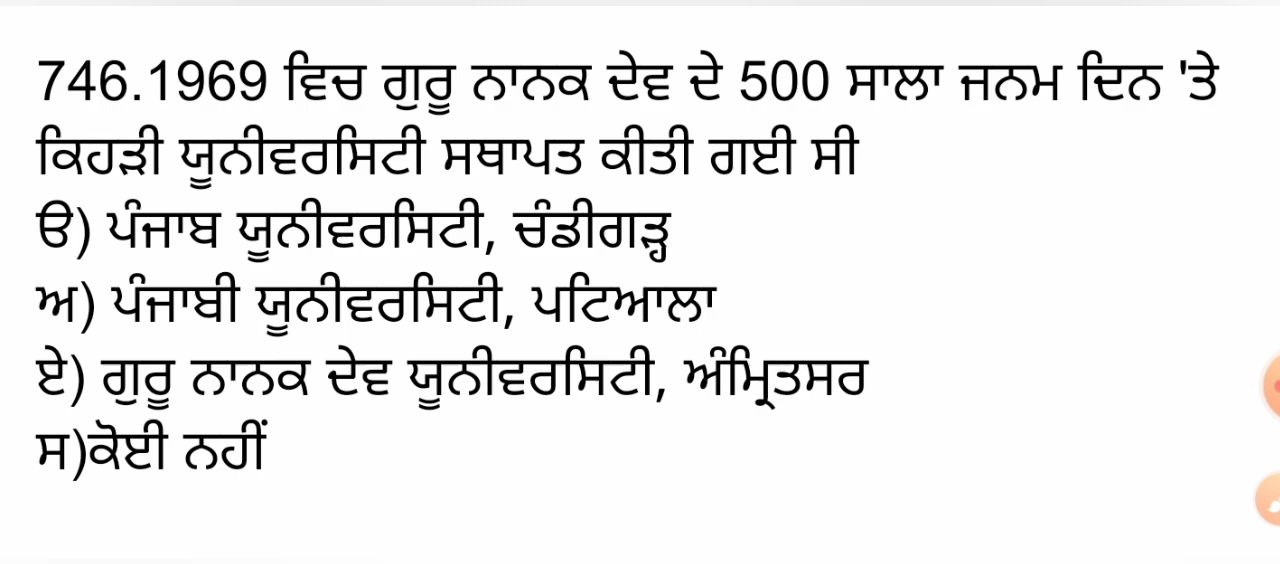 746.1969 ਵਿਚ ਗੁਰੂ ਨਾਨਕ ਦੇਵ ਦੇ 500 ਸਾਲਾ ਜਨਮ ਦਿਨ 'ਤੇ
ਕਿਹੜੀ ਯੂਨੀਵਰਸਿਟੀ ਸਥਾਪਤ ਕੀਤੀ ਗਈ ਸੀ
ੳ) ਪੰਜਾਬ ਯੂਨੀਵਰਸਿਟੀ, ਚੰਡੀਗੜ੍ਹ
ਅ) ਪੰਜਾਬੀ ਯੂਨੀਵਰਸਿਟੀ, ਪਟਿਆਲਾ
ੲੇ) ਗੁਰੂ ਨਾਨਕ ਦੇਵ ਯੂਨੀਵਰਸਿਟੀ, ਅੰਮ੍ਰਿਤਸਰ
ਸ)ਕੋਈ ਨਹੀਂ